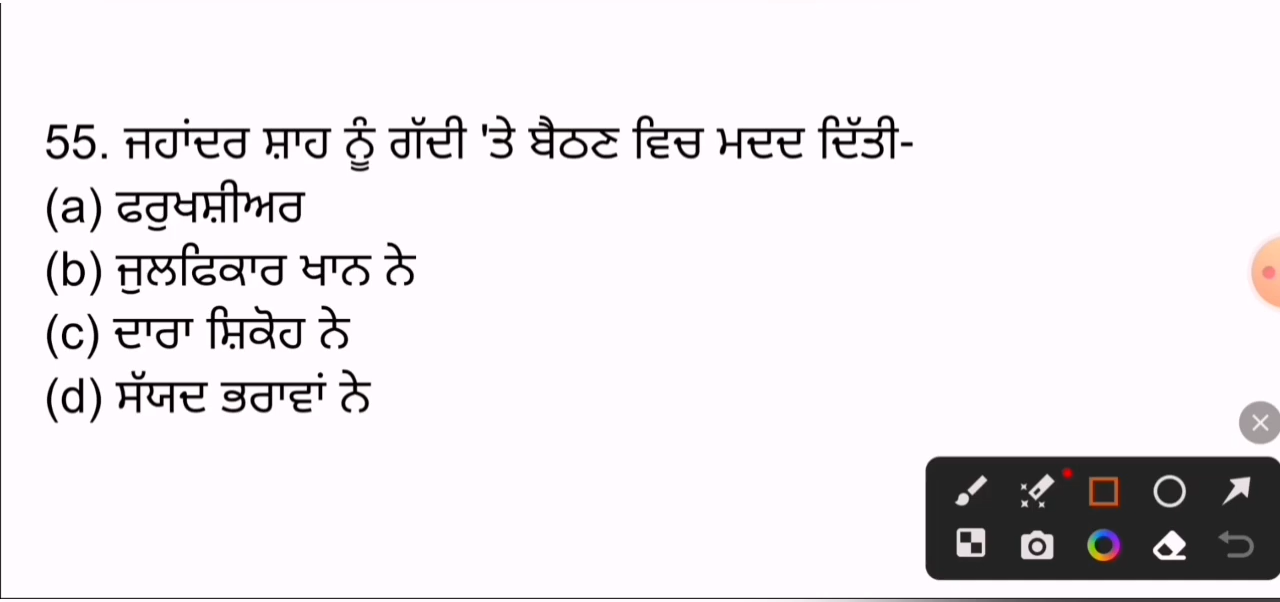 55. ਜਹਾਂਦਰ ਸ਼ਾਹ ਨੂੰ ਗੱਦੀ 'ਤੇ ਬੈਠਣ ਵਿਚ ਮਦਦ ਦਿੱਤੀ-
(a) ਫਰੁਖਸ਼ੀਅਰ
(b) ਜੁਲਫਿਕਾਰ ਖਾਨ ਨੇ
(c) ਦਾਰਾ ਸ਼ਿਕੋਹ ਨੇ
(d) ਸੱਯਦ ਭਰਾਵਾਂ ਨੇ